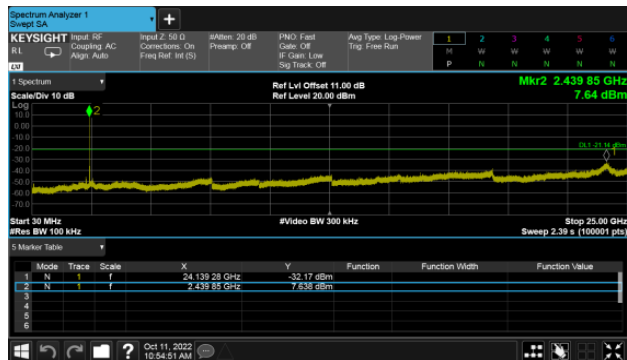 Spectrum Analyzer 1
Swept SA
+
KEYSIGHT Input: RF Input Z: 50 Ω #Atten: 20 dB PNO: Fast Avg Type: Log-Power 1 2 3 4 5 6
RL Coupling: AC Corrections: On Preamp: Off Gate: Off Trig: Free Run M W W W W W
Align: Auto Freq Ref: Int (S) IF Gain: Low
Sig Track: Off P N N N N N
LXI
1 Spectrum Ref Lvl Offset 11.00 dB Mkr2 2.439 85 GHz
Scale/Div 10 dB Ref Level 20.00 dBm 7.64 dBm
Log
10.0 2
0.00
-10.0
-20.0 DL1 -21.14 dBm
-30.0 1
-40.0
-50.0
-60.0
-70.0
Start 30 MHz #Video BW 300 kHz Stop 25.00 GHz
#Res BW 100 kHz Sweep 2.39 s (100001 pts)
5 Marker Table
Mode Trace Scale X Y Function Function Width Function Value
1 N 1 f 24.139 28 GHz -32.17 dBm
2 N 1 f 2.439 85 GHz 7.638 dBm
3
4
5
6
? Oct 11, 2022
10:54:51 AM